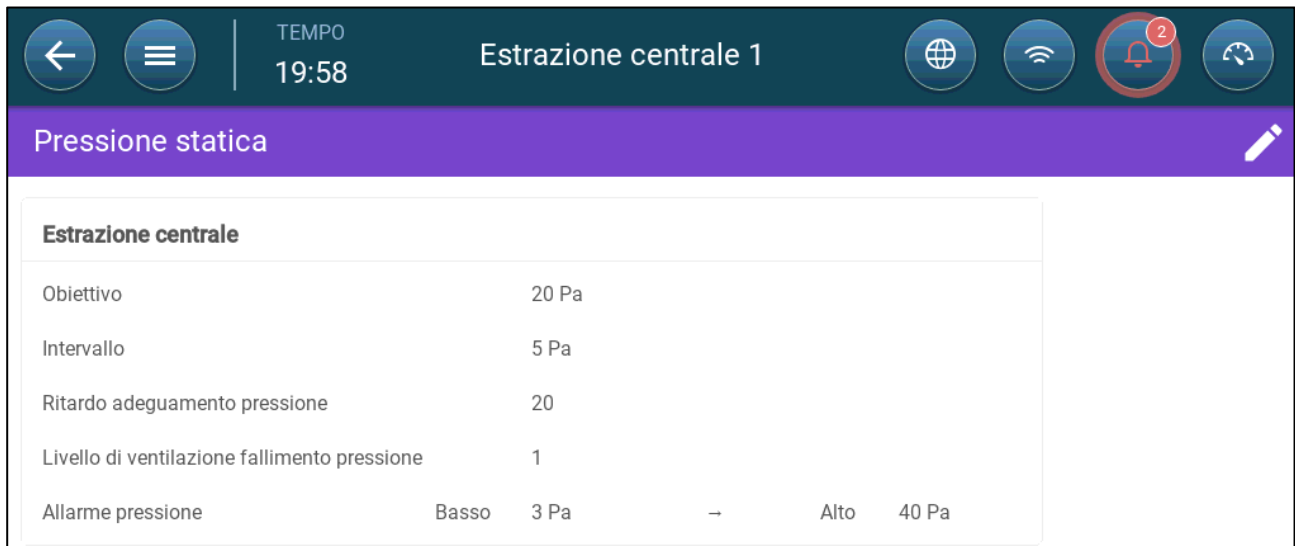 TEMPO
19:58
Estrazione centrale 1
2
Pressione statica
Estrazione centrale
Obiettivo 20 Pa
Intervallo 5 Pa
Ritardo adeguamento pressione 20
Livello di ventilazione fallimento pressione 1
Allarme pressione Basso 3 Pa → Alto 40 Pa